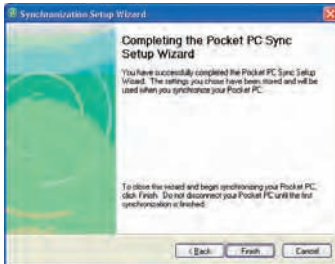 Synchronization Setup Wizard
Completing the Pocket PC Sync
Setup Wizard
You have successfully completed the Pocket PC Sync Setup
Wizard. The settings you chose have been stored and will be
used when you synchronize your Pocket PC.
To close this wizard and begin synchronizing your Pocket PC,
click Finish. Do not disconnect your Pocket PC until the first
synchronization is finished.
< Back Finish Cancel